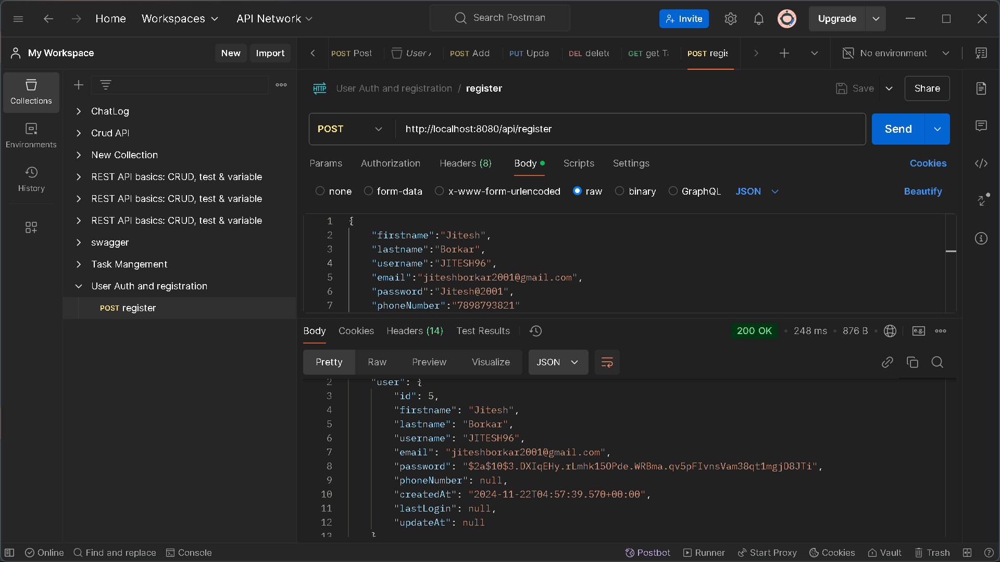 Home Workspaces API Network Search Postman Invite Upgrade
My Workspace New Import POST Post User POST Add PUT Upda DEL delete GET get Ta POST regis No environment
Collections
Environments
History
ChatLog
Crud API
New Collection
REST API basics: CRUD, test & variable
REST API basics: CRUD, test & variable
REST API basics: CRUD, test & variable
swagger
Task Mangement
User Auth and registration
POST register
HTTP User Auth and registration / register Save Share
POST http://localhost:8080/api/register Send
Params Authorization Headers (8) Body Scripts Settings Cookies
none form-data x-www-form-urlencoded raw binary GraphQL JSON Beautify
1 {
2 "firstname":"Jitesh",
3 "lastname":"Borkar",
4 "username":"JITESH96",
5 "email":"jiteshborkar2001@gmail.com",
6 "password":"Jitesh@2001",
7 "phoneNumber":"7898793821"
Body Cookies Headers (14) Test Results 200 OK • 248 ms • 876 B • e.g.
Pretty Raw Preview Visualize JSON
2 "user": {
3 "id": 5,
4 "firstname": "Jitesh",
5 "lastname": "Borkar",
6 "username": "JITESH96",
7 "email": "jiteshborkar2001@gmail.com",
8 "password": "$2a$10$3.DXIqEHy.rLmhk15OPde.WRBma.qv5pFIvnsVam38qt1mgjD8JTi",
9 "phoneNumber": null,
10 "createdAt": "2024-11-22T04:57:39.570+00:00",
11 "lastLogin": null,
12 "updateAt": null
13 }
Online Find and replace Console Postbot Runner Start Proxy Cookies Vault Trash